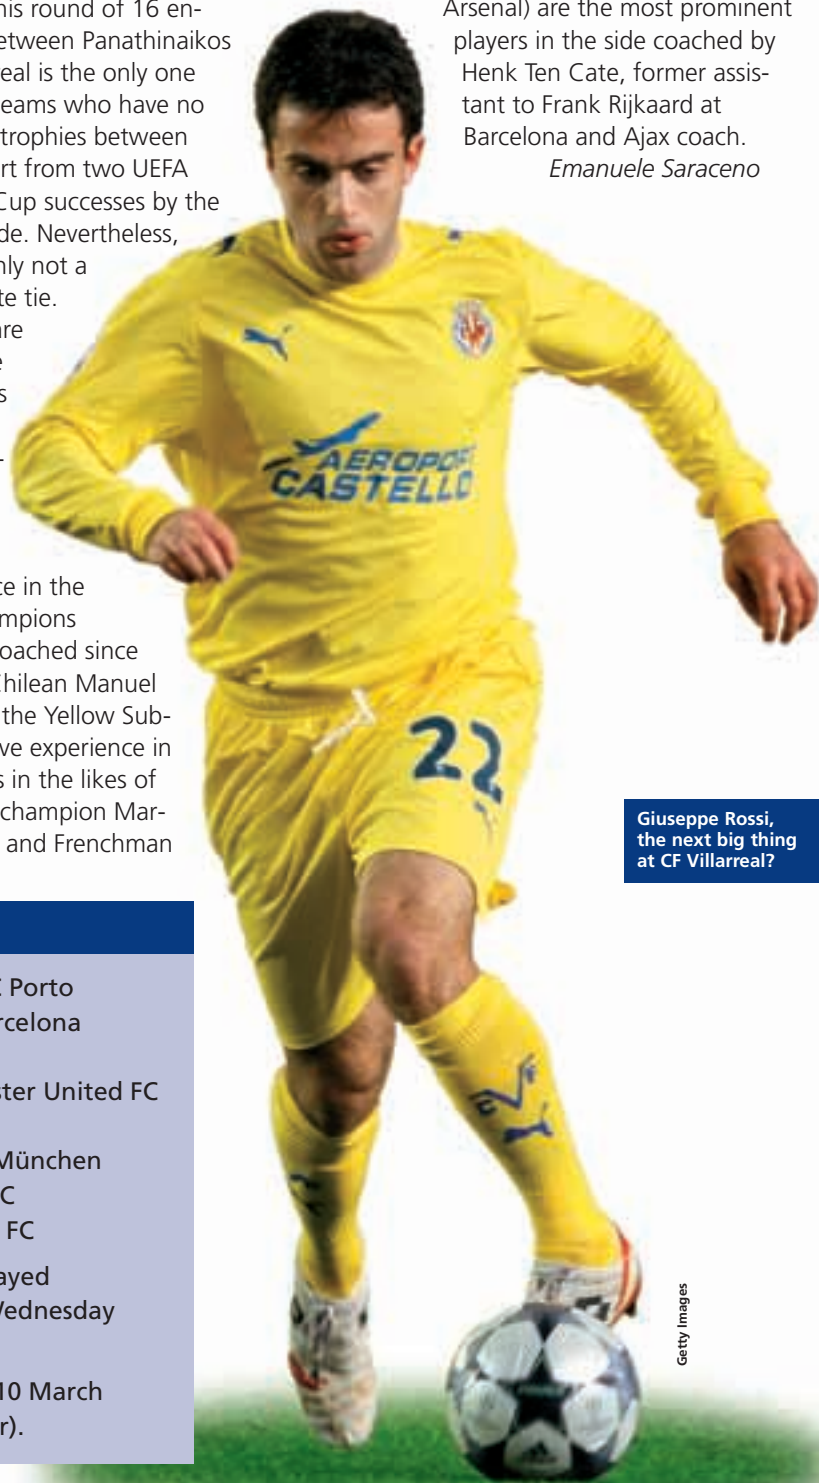 his round of 16 en-
etween Panathinaikos
real is the only one
eams who have no
trophies between
rt from two UEFA
Cup successes by the
de. Nevertheless,
nly not a
te tie.
are
e
s
-
ce in the
mpions
oached since
Chilean Manuel
the Yellow Sub-
ve experience in
s in the likes of
champion Mar-
and Frenchman
Arsenal) are the most prominent
players in the side coached by
Henk Ten Cate, former assis-
tant to Frank Rijkaard at
Barcelona and Ajax coach.
Emanuele Saraceno
AEROPOR
CASTELLO
22
Giuseppe Rossi,
the next big thing
at CF Villarreal?
C Porto
rcelona
ster United FC
München
C
FC
ayed
Wednesday
10 March
r).
Getty Images